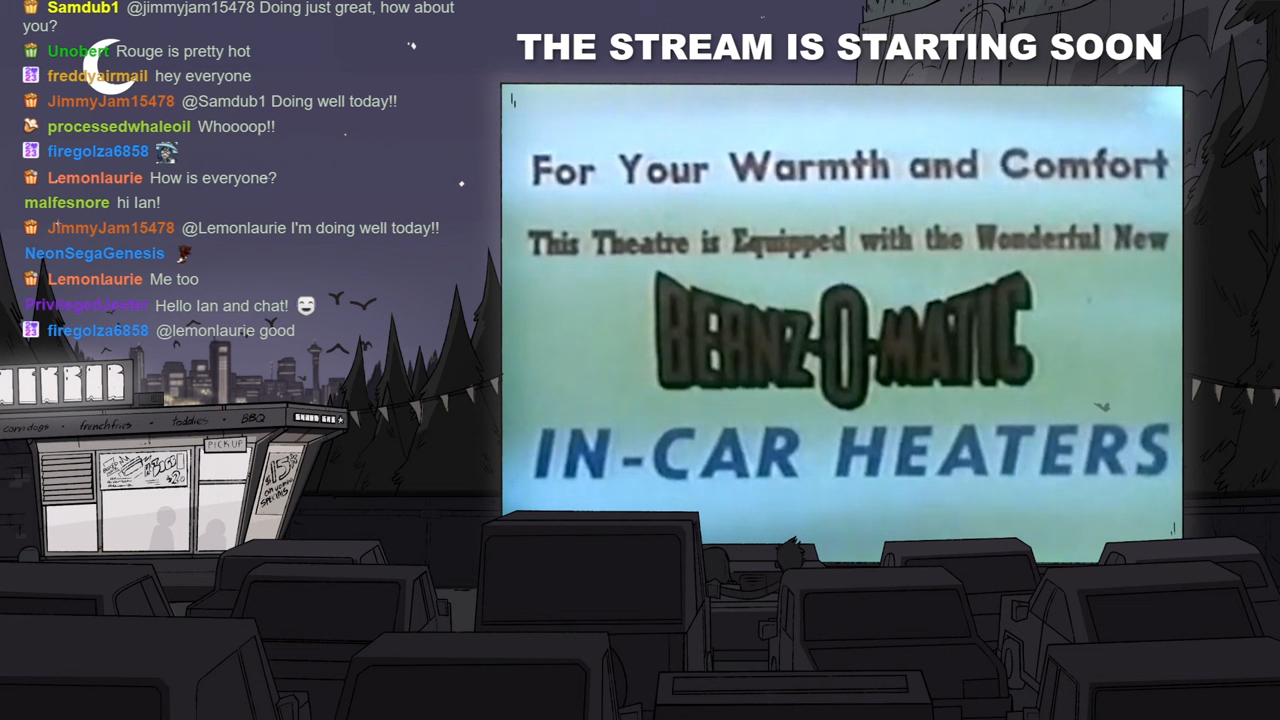 Samdub1 @jimmyjam15478 Doing just great, how about
you?
Unobert Rouge is pretty hot
freddyairmail hey everyone
JimmyJam15478 @Samdub1 Doing well today!!
processedwhaleoil Whoooop!!
firegolza6858
Lemonlaurie How is everyone?
malfesnore hi Ian!
JimmyJam15478 @Lemonlaurie I'm doing well today!!
NeonSegaGenesis
Lemonlaurie Me too
PrivilegedJester Hello Ian and chat!
firegolza6858 @lemonlaurie good
THE STREAM IS STARTING SOON
For Your Warmth and Comfort
This Theatre is Equipped with the Wonderful New
BERNZ-O-MATIC
IN-CAR HEATERS
corn dogs · frenchfries · toddies · BBQ
PICKUP